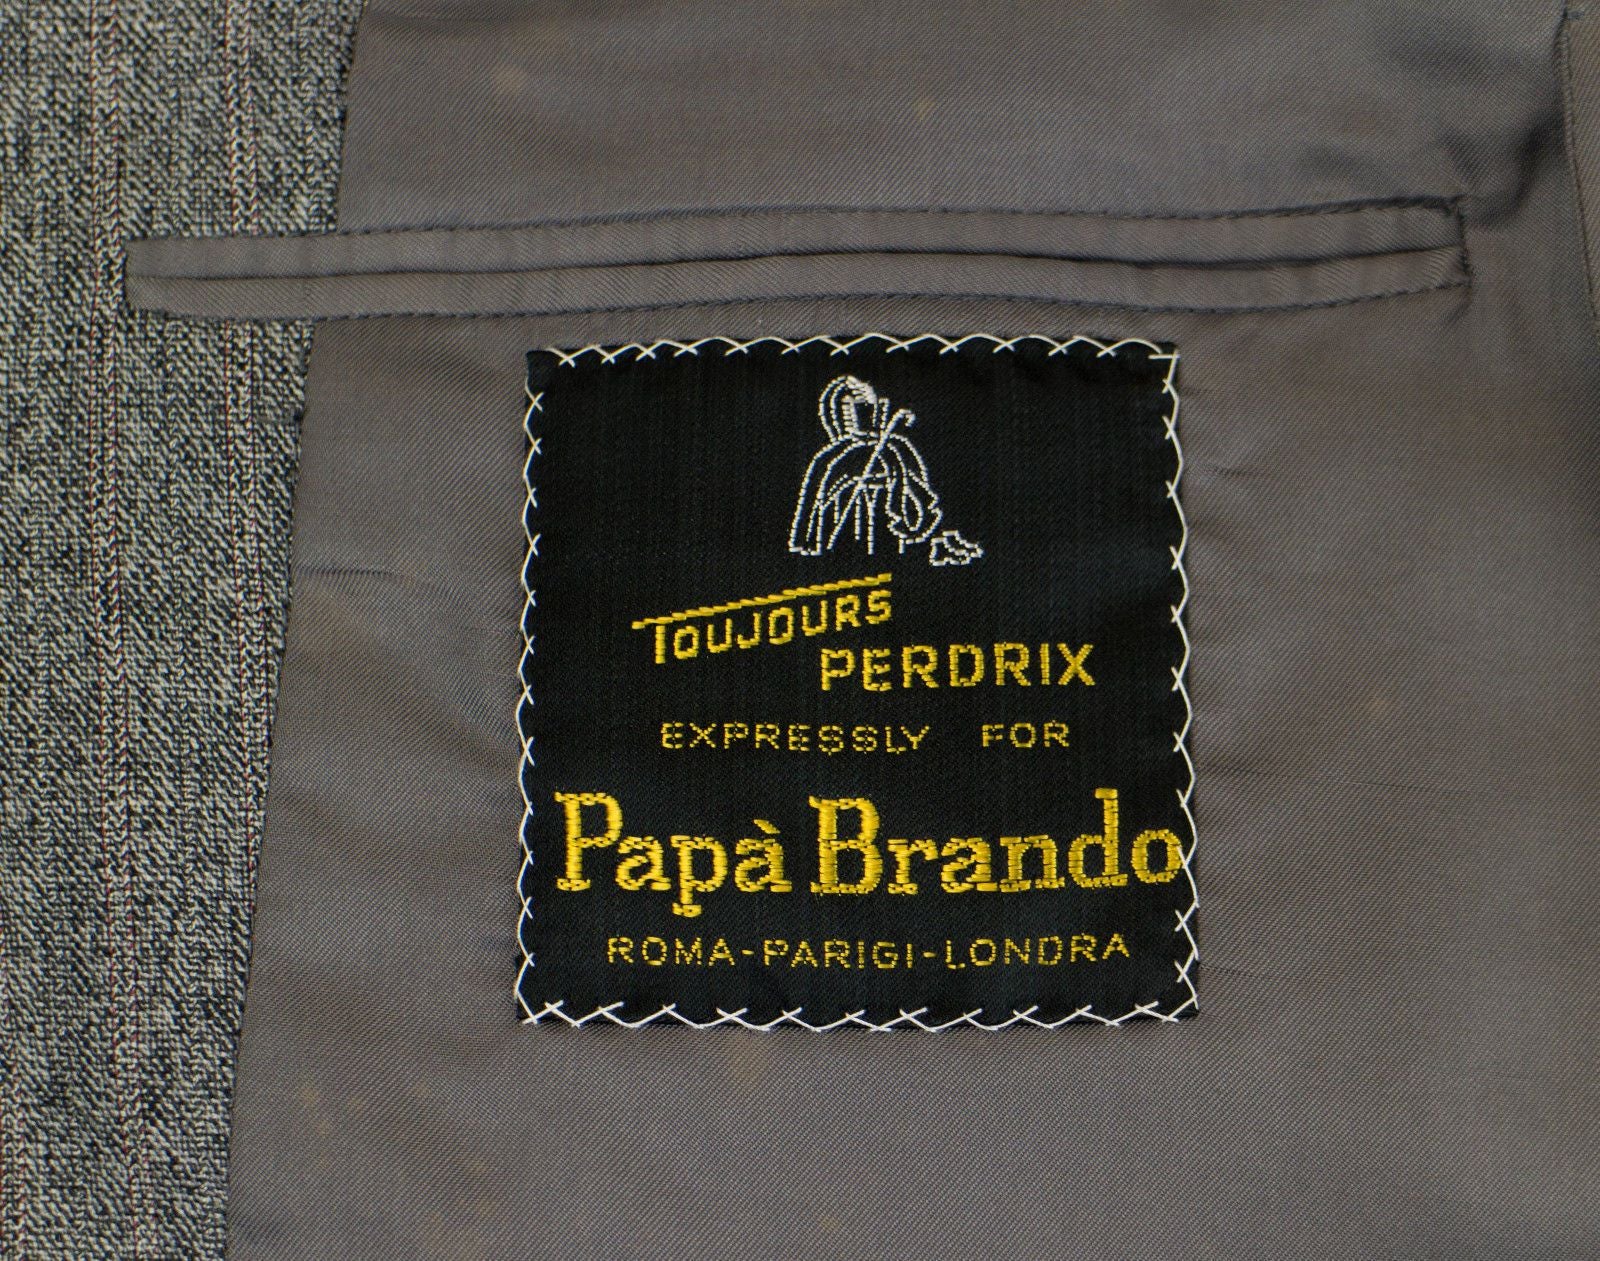 TOUJOURS
PERDRIX
EXPRESSLY FOR
Papà Brando
ROMA-PARIGI-LONDRA